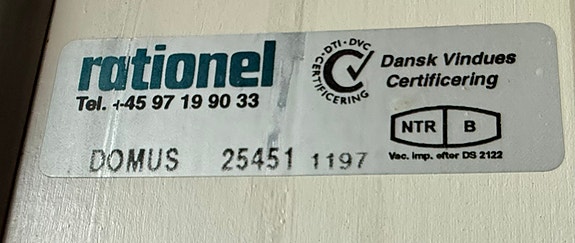 rationel
Tel. +45 97 19 90 33
DTI · DVC
CERTIFICERING
Dansk Vindues
Certificering
NTR B
Vac. imp. efter DS 2122
DOMUS 25451 1197